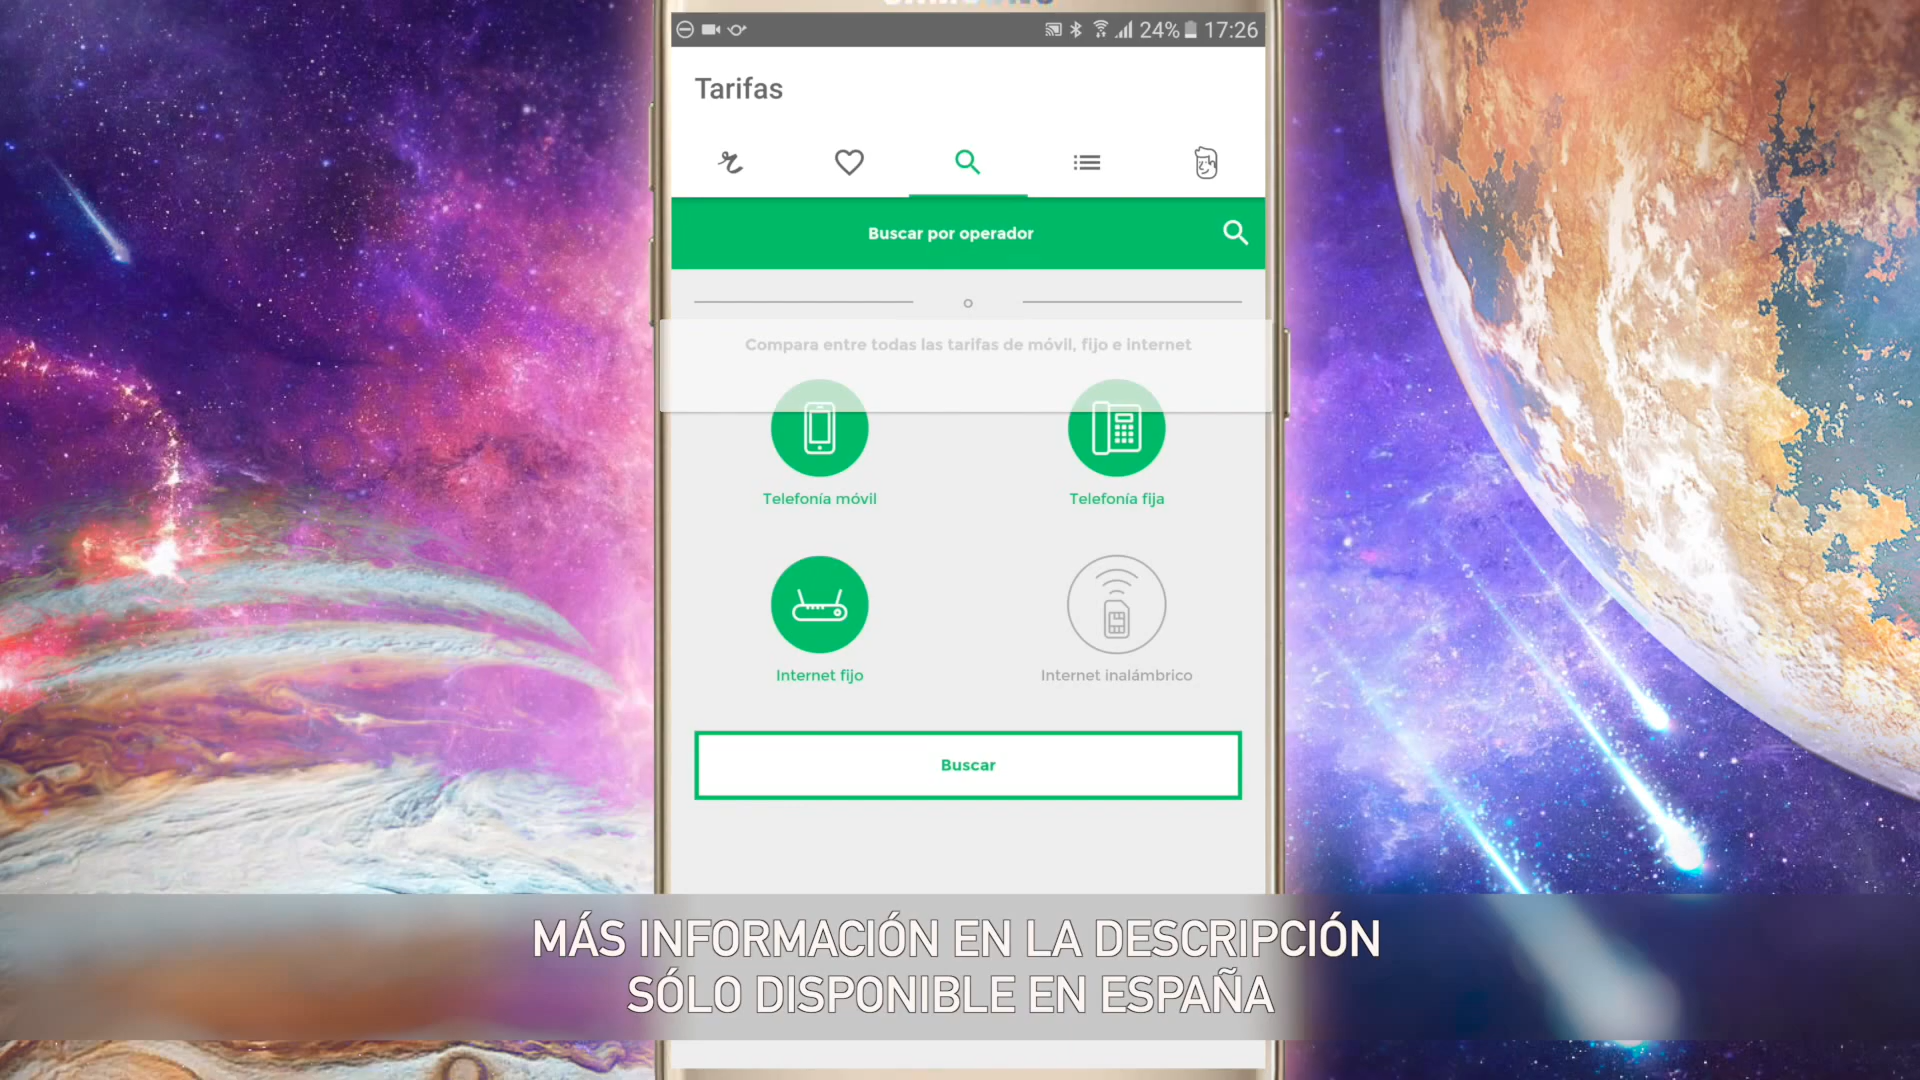 24% 17:26
Tarifas
Buscar por operador
o
Compara entre todas las tarifas de móvil, fijo e internet
Telefonía móvil
Telefonía fija
Internet fijo
Internet inalámbrico
Buscar
MÁS INFORMACIÓN EN LA DESCRIPCIÓN
SÓLO DISPONIBLE EN ESPAÑA